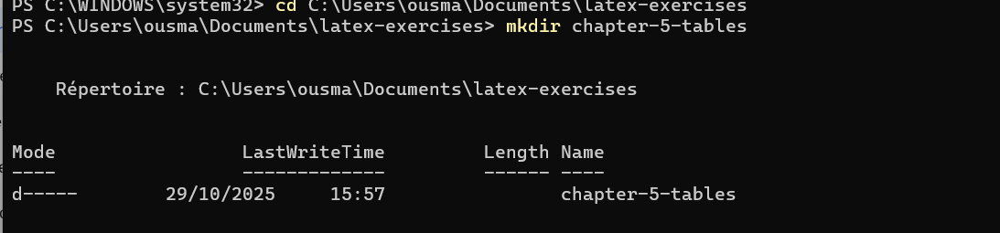 PS C:\WINDOWS\system32> cd C:\Users\ousma\Documents\latex-exercises
PS C:\Users\ousma\Documents\latex-exercises> mkdir chapter-5-tables
Répertoire : C:\Users\ousma\Documents\latex-exercises
Mode LastWriteTime Length Name
---- ------------- ------ ----
d----- 29/10/2025 15:57 chapter-5-tables